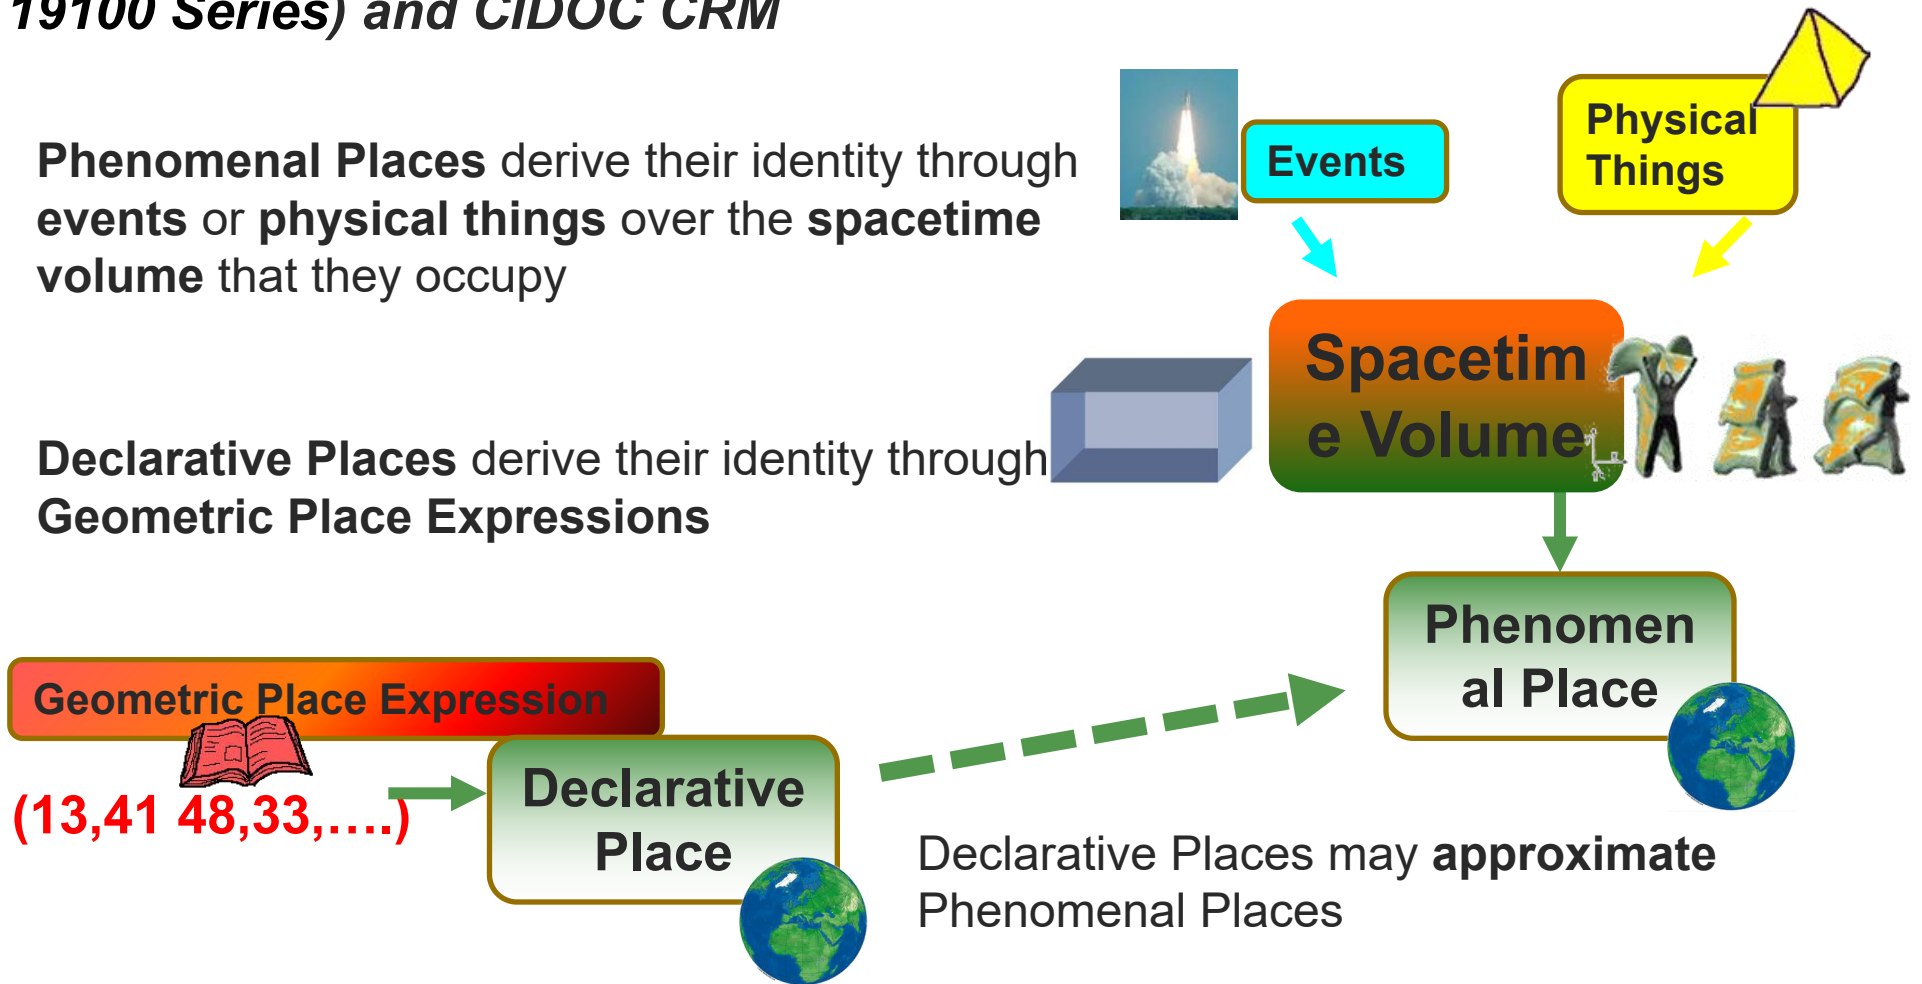 19100 Series) and CIDOC CRM
Phenomenal Places derive their identity through
events or physical things over the spacetime
volume that they occupy
Events
Physical
Things
Spacetim
e Volume
Declarative Places derive their identity through
Geometric Place Expressions
Phenomen
al Place
Geometric Place Expression
(13,41 48,33,....)
Declarative
Place
Declarative Places may approximate
Phenomenal Places